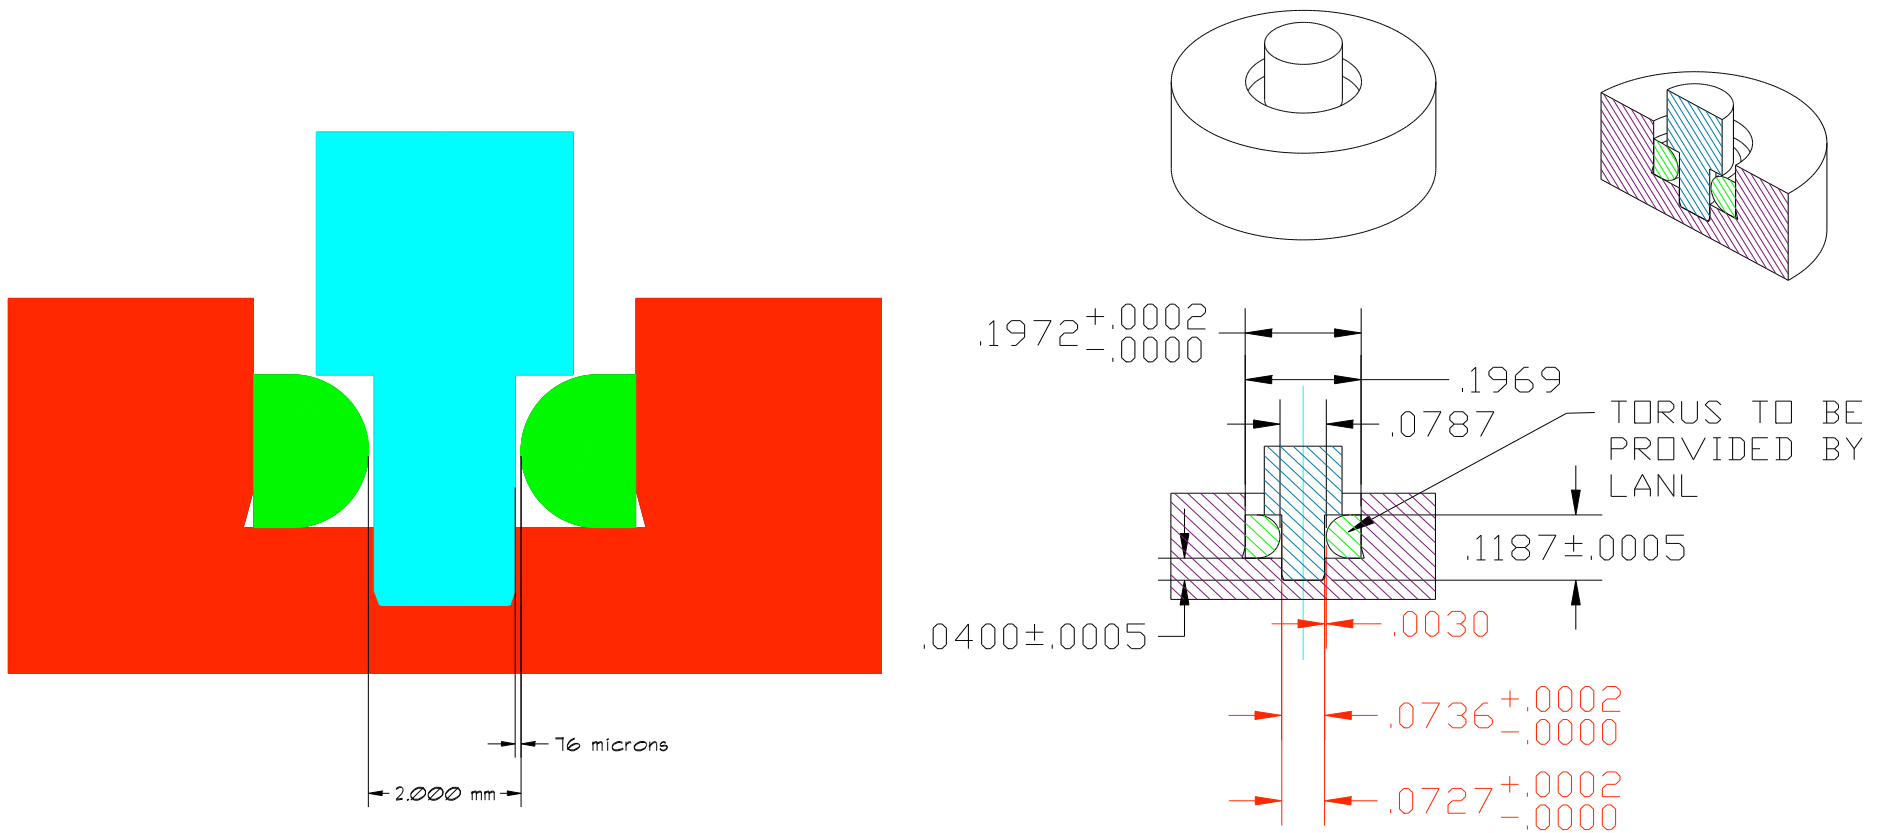 76 microns
2.000 mm
.1972 +.0002 -.0000
.1969
.0787
TORUS TO BE
PROVIDED BY
LANL
.1187±.0005
.0400±.0005
.0030
.0736 +.0002 -.0000
.0727 +.0002 -.0000